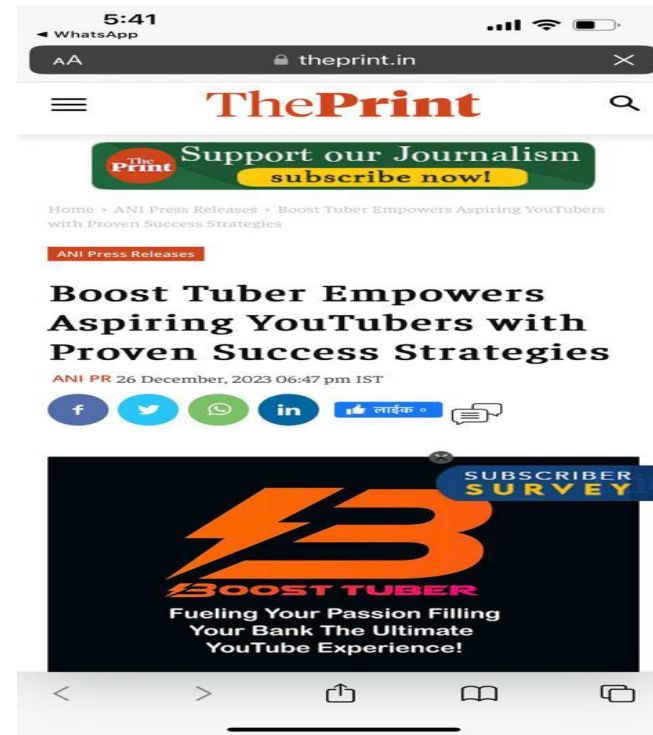 5:41
◄ WhatsApp
AA theprint.in
ThePrint
The Print
Support our Journalism
subscribe now!
Home > ANI Press Releases > Boost Tuber Empowers Aspiring YouTubers
with Proven Success Strategies
ANI Press Releases
Boost Tuber Empowers
Aspiring YouTubers with
Proven Success Strategies
ANI PR 26 December, 2023 06:47 pm IST
लाईक ०
SUBSCRIBER
SURVEY
BOOST TUBER
Fueling Your Passion Filling
Your Bank The Ultimate
YouTube Experience!